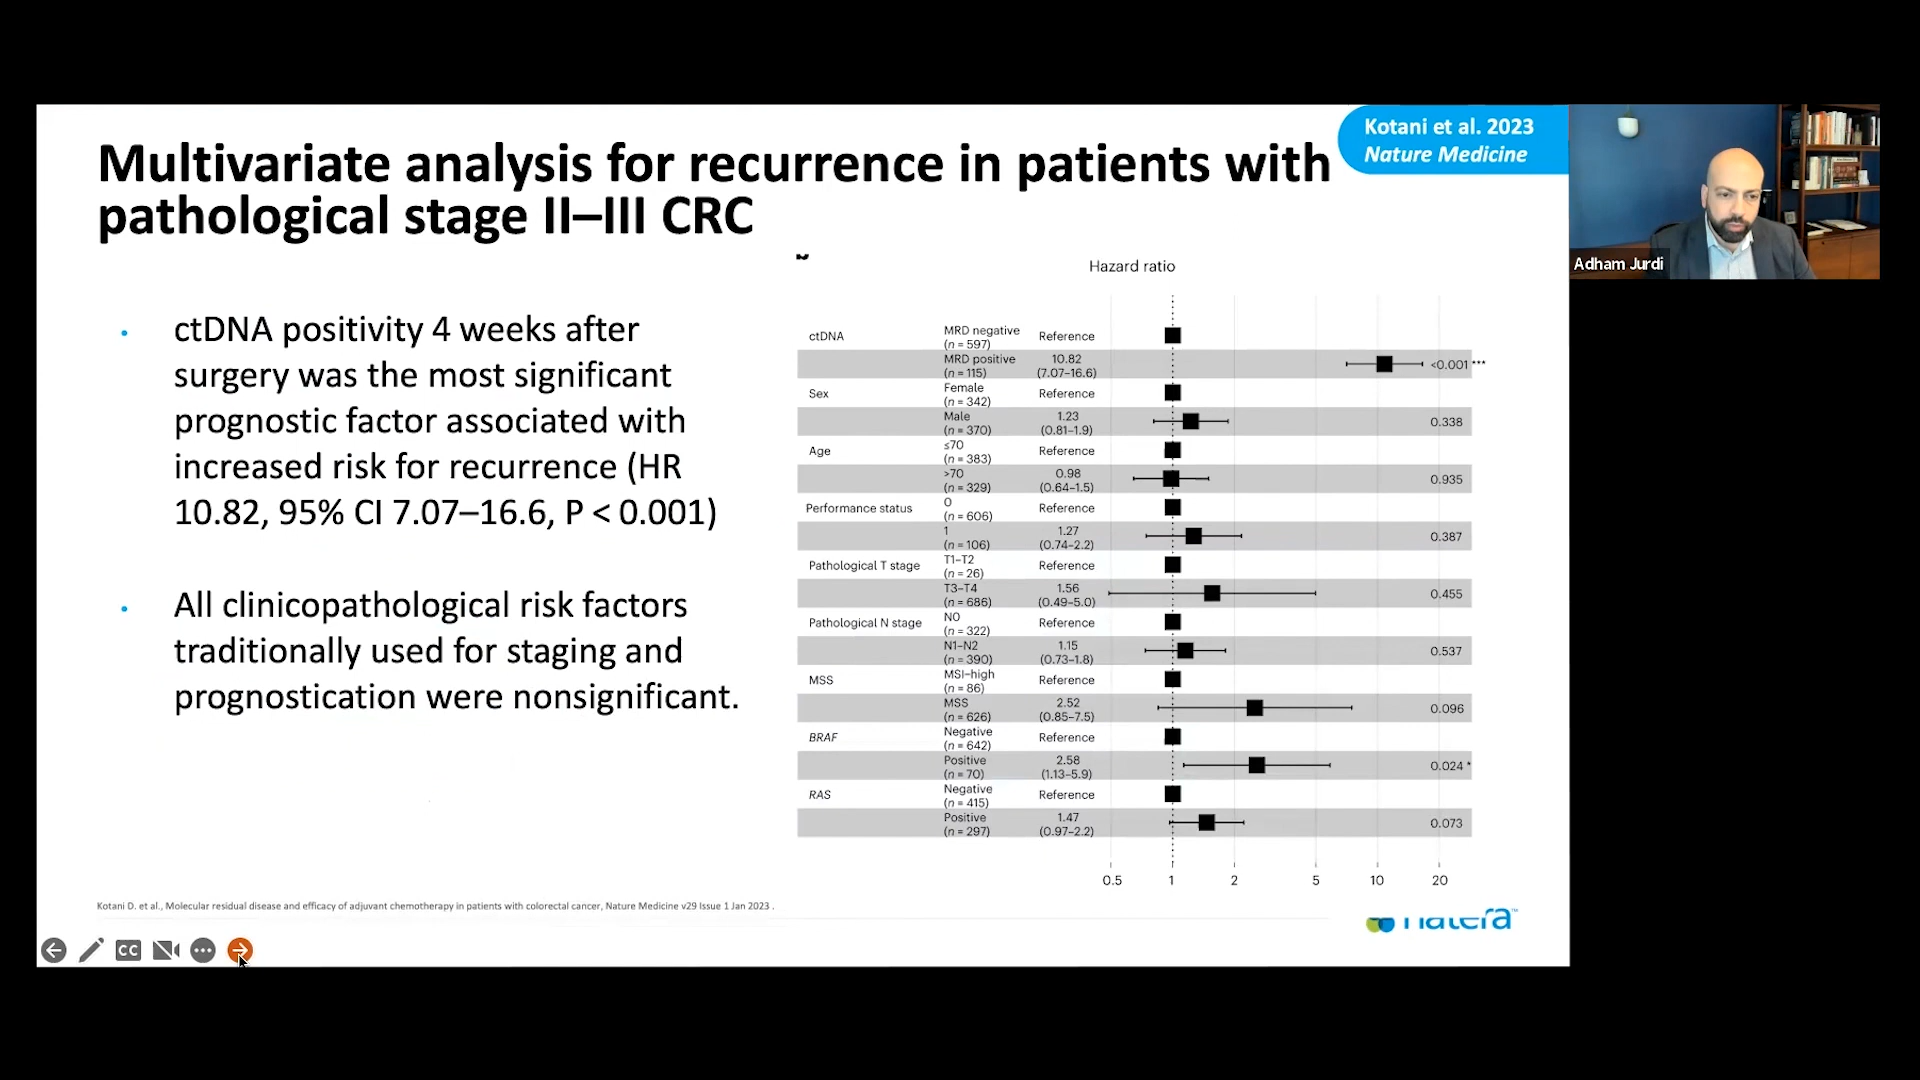 Kotani et al. 2023
Nature Medicine
Multivariate analysis for recurrence in patients with
pathological stage II–III CRC
Adham Jurdi
• ctDNA positivity 4 weeks after
surgery was the most significant
prognostic factor associated with
increased risk for recurrence (HR
10.82, 95% CI 7.07–16.6, P < 0.001)
• All clinicopathological risk factors
traditionally used for staging and
prognostication were nonsignificant.
Hazard ratio
ctDNA MRD negative (n = 597) Reference
MRD positive (n = 115) 10.82 (7.07–16.6) <0.001 ***
Sex Female (n = 342) Reference
Male (n = 370) 1.23 (0.81–1.9) 0.338
Age ≤70 (n = 383) Reference
>70 (n = 329) 0.98 (0.64–1.5) 0.935
Performance status 0 (n = 606) Reference
1 (n = 106) 1.27 (0.74–2.2) 0.387
Pathological T stage T1–T2 (n = 26) Reference
T3–T4 (n = 686) 1.56 (0.49–5.0) 0.455
Pathological N stage N0 (n = 322) Reference
N1–N2 (n = 390) 1.15 (0.73–1.8) 0.537
MSS MSI–high (n = 86) Reference
MSS (n = 626) 2.52 (0.85–7.5) 0.096
BRAF Negative (n = 642) Reference
Positive (n = 70) 2.58 (1.13–5.9) 0.024 *
RAS Negative (n = 415) Reference
Positive (n = 297) 1.47 (0.97–2.2) 0.073
0.5 1 2 5 10 20
Kotani D. et al., Molecular residual disease and efficacy of adjuvant chemotherapy in patients with colorectal cancer, Nature Medicine v29 Issue 1 Jan 2023 .
natera™
CC